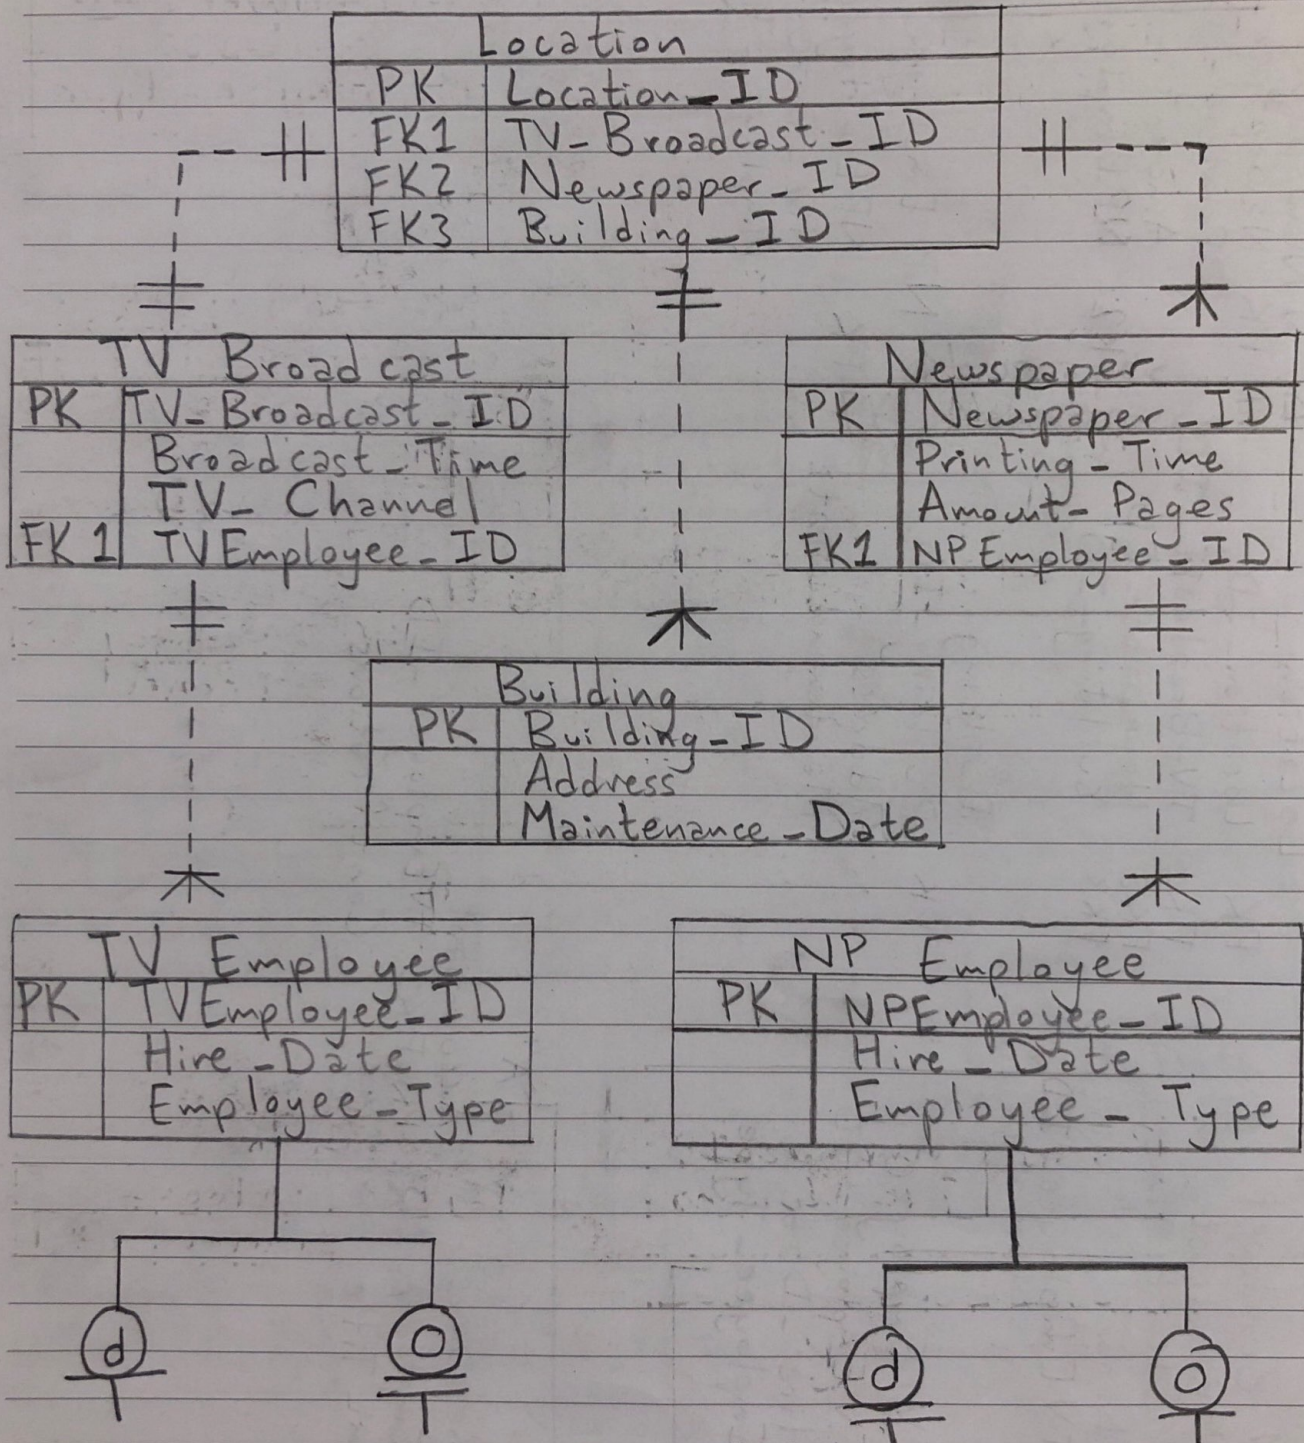 Location
PK Location_ID
FK1 TV_Broadcast_ID
FK2 Newspaper_ID
FK3 Building_ID
TV Broadcast
PK TV_Broadcast_ID
Broadcast_Time
TV_Channel
FK1 TVEmployee_ID
Newspaper
PK Newspaper_ID
Printing_Time
Amount_Pages
FK1 NPEmployee_ID
Building
PK Building_ID
Address
Maintenance_Date
TV Employee
PK TVEmployee_ID
Hire_Date
Employee_Type
NP Employee
PK NPEmployee_ID
Hire_Date
Employee_Type
d
O
d
O